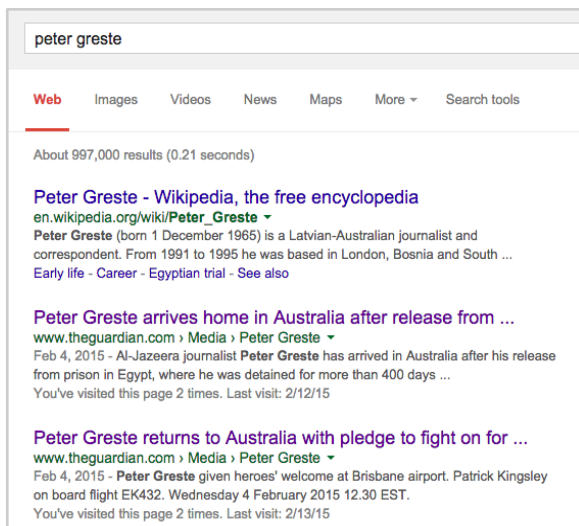 peter greste
Web Images Videos News Maps More Search tools
About 997,000 results (0.21 seconds)
Peter Greste - Wikipedia, the free encyclopedia
en.wikipedia.org/wiki/Peter_Greste
Peter Greste (born 1 December 1965) is a Latvian-Australian journalist and
correspondent. From 1991 to 1995 he was based in London, Bosnia and South ...
Early life - Career - Egyptian trial - See also
Peter Greste arrives home in Australia after release from ...
www.theguardian.com › Media › Peter Greste
Feb 4, 2015 - Al-Jazeera journalist Peter Greste has arrived in Australia after his release
from prison in Egypt, where he was detained for more than 400 days ...
You've visited this page 2 times. Last visit: 2/12/15
Peter Greste returns to Australia with pledge to fight on for ...
www.theguardian.com › Media › Peter Greste
Feb 4, 2015 - Peter Greste given heroes' welcome at Brisbane airport. Patrick Kingsley
on board flight EK432. Wednesday 4 February 2015 12.30 EST.
You've visited this page 2 times. Last visit: 2/13/15